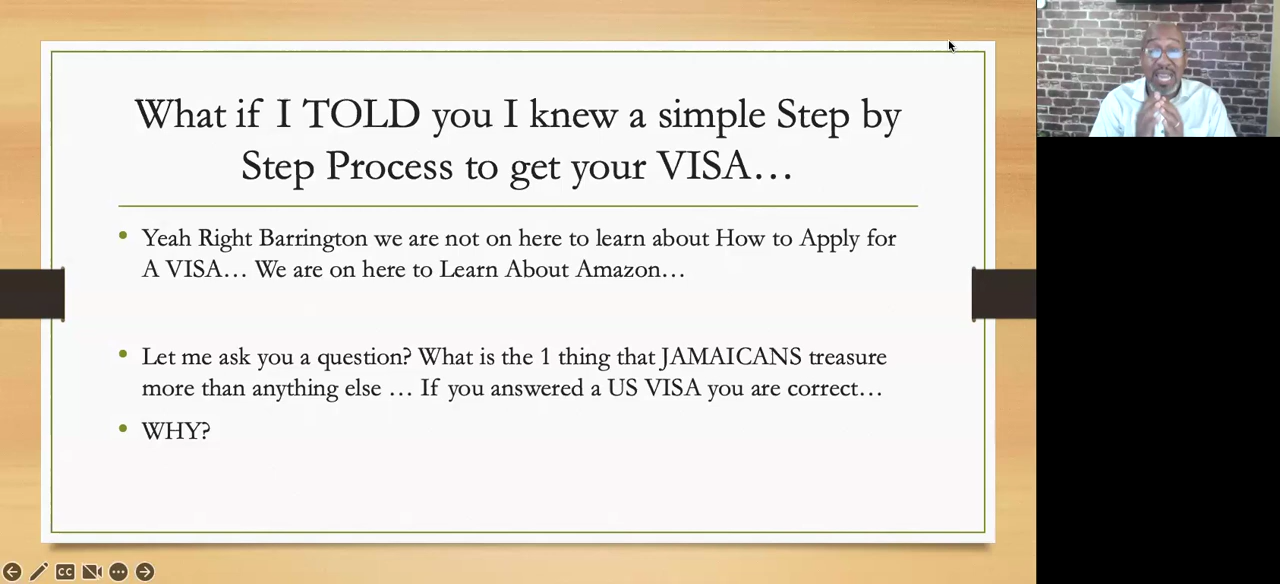 What if I TOLD you I knew a simple Step by
Step Process to get your VISA…
Yeah Right Barrington we are not on here to learn about How to Apply for
A VISA… We are on here to Learn About Amazon…
Let me ask you a question? What is the 1 thing that JAMAICANS treasure
more than anything else … If you answered a US VISA you are correct…
WHY?
CC